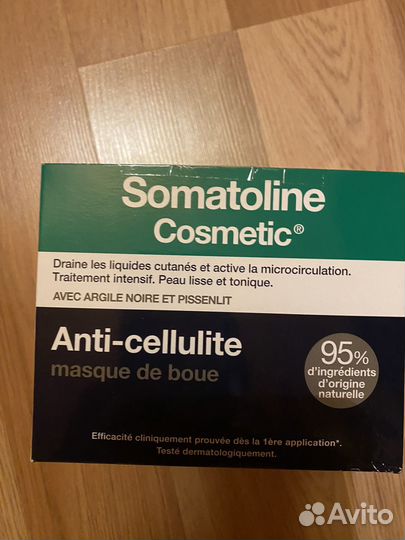 Somatoline
Cosmetic®
Draine les liquides cutanés et active la microcirculation.
Traitement intensif. Peau lisse et tonique.
AVEC ARGILE NOIRE ET PISSENLIT
Anti-cellulite
masque de boue
95%
d'ingrédients
d'origine
naturelle
Efficacité cliniquement prouvée dès la 1ère application*.
Testé dermatologiquement.
Avito